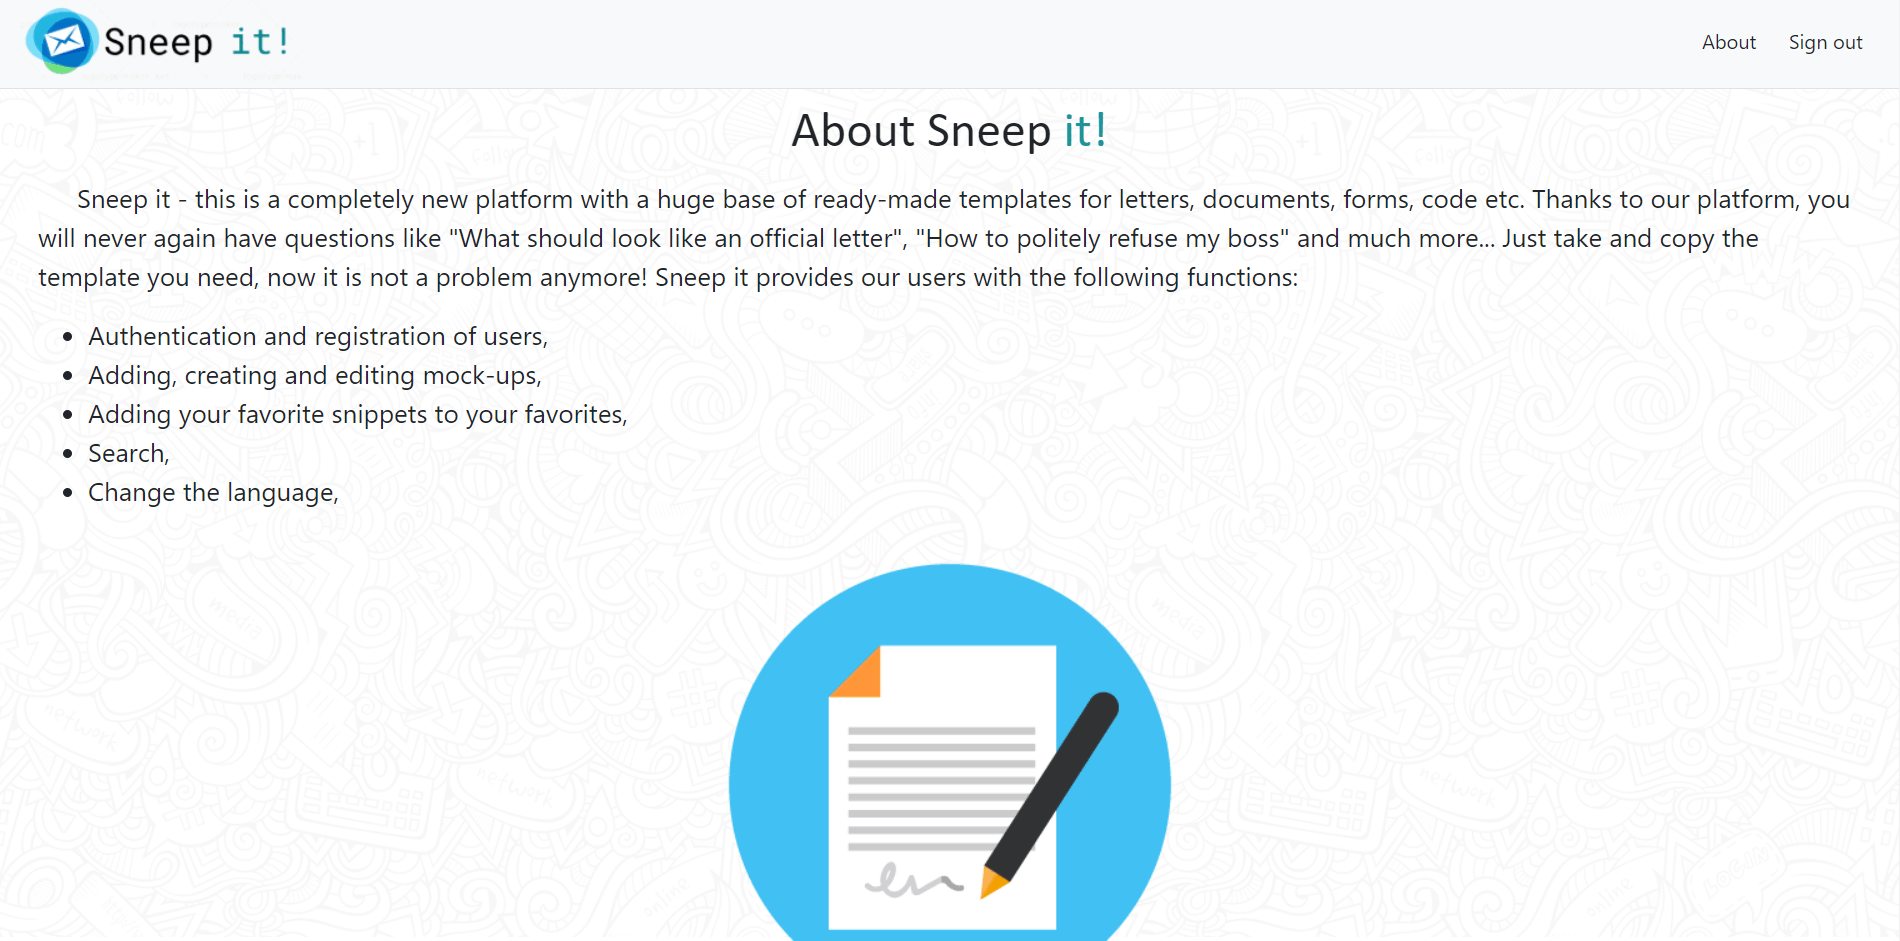 Sneep it!
About Sign out
About Sneep it!
Sneep it - this is a completely new platform with a huge base of ready-made templates for letters, documents, forms, code etc. Thanks to our platform, you
will never again have questions like "What should look like an official letter", "How to politely refuse my boss" and much more... Just take and copy the
template you need, now it is not a problem anymore! Sneep it provides our users with the following functions:
• Authentication and registration of users,
• Adding, creating and editing mock-ups,
• Adding your favorite snippets to your favorites,
• Search,
• Change the language,